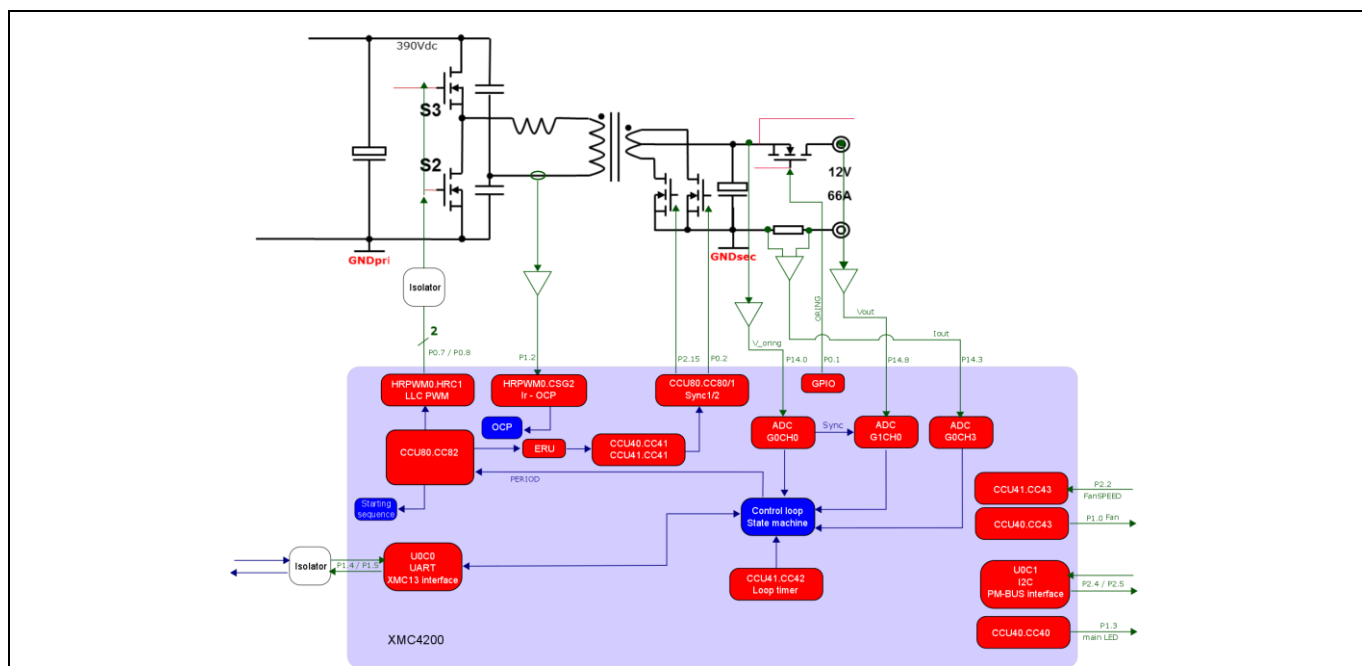 390Vdc
S3
S2
12V
66A
GNDpri
GNDsec
Isolator
2
P0.7 / P0.8
P1.2
P2.15
P0.2
V_oring
P14.0
ORING
P0.1
Vout
P14.8
Iout
P14.3
HRPWM0.HRC1
LLC PWM
HRPWM0.CSG2
Ir - OCP
CCU80.CC80/1
Sync1/2
GPIO
OCP
ADC
G0CH0
Sync
ADC
G1CH0
ADC
G0CH3
CCU80.CC82
ERU
CCU40.CC41
CCU41.CC41
PERIOD
Starting
sequence
Control loop
State machine
CCU41.CC43
P2.2
FanSPEED
CCU40.CC43
P1.0 Fan
Isolator
P1.4 / P1.5
U0C0
UART
XMC13 interface
CCU41.CC42
Loop timer
U0C1
I2C
PM-BUS interface
P2.4 / P2.5
CCU40.CC40
P1.3
main LED
XMC4200